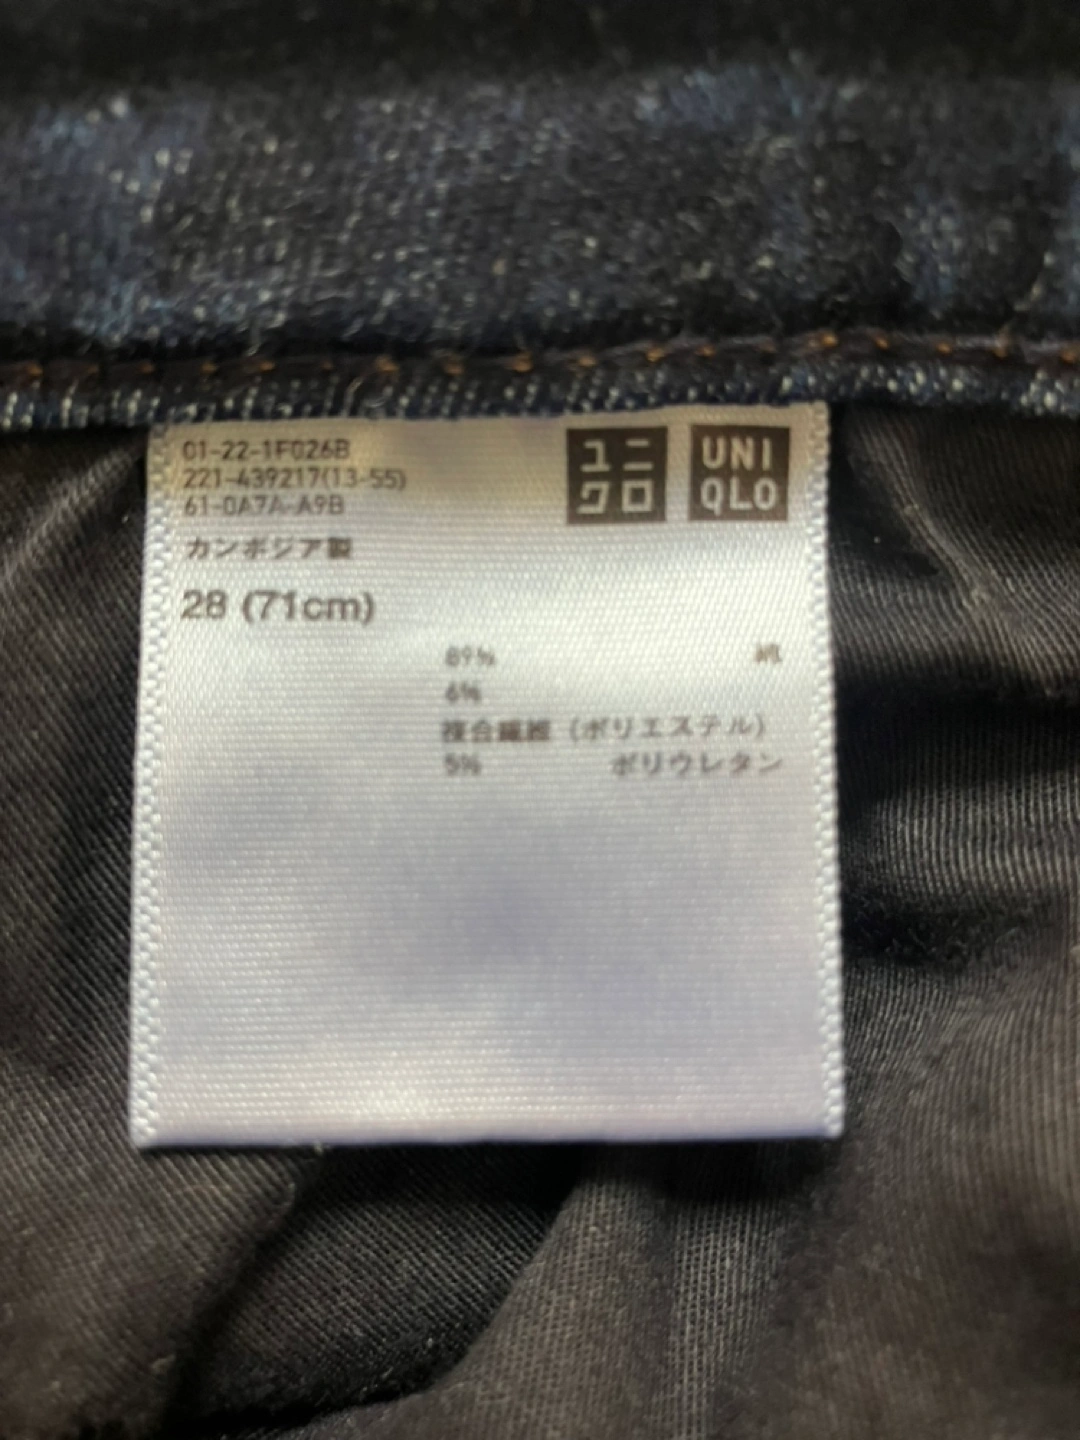 01-22-1F026B
221-439217(13-55)
61-0A7A-A9B
ユニ
クロ
UNI
QLO
カンボジア製
28 (71cm)
89% 綿
6%
複合繊維 (ポリエステル)
5% ポリウレタン